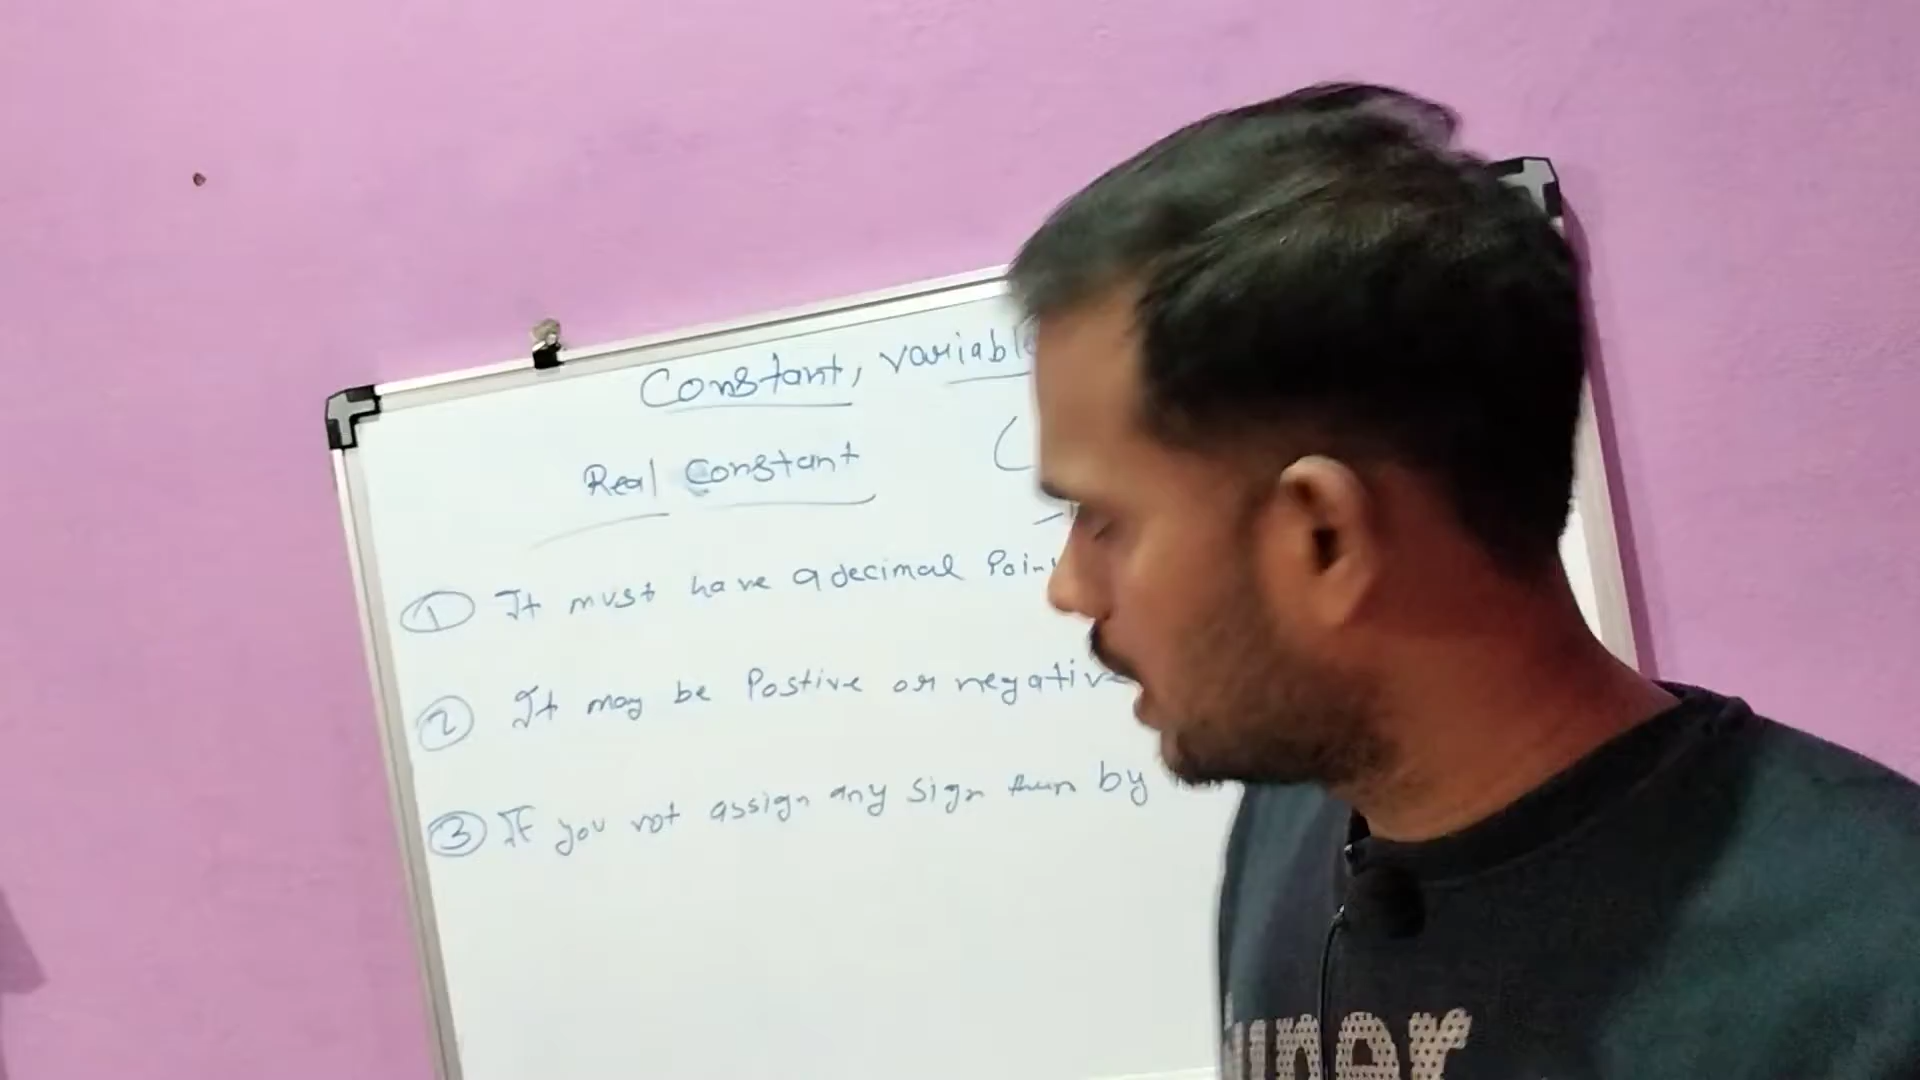 Constant, variable
Real Constant
① It must have a decimal Point
② It may be Postive or negative
③ If you not assign any sign then by